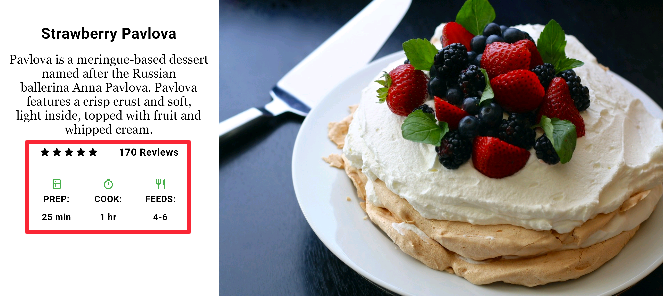 Strawberry Pavlova
Pavlova is a meringue-based dessert
named after the Russian
ballerina Anna Pavlova. Pavlova
features a crisp crust and soft,
light inside, topped with fruit and
whipped cream.
170 Reviews
PREP: COOK: FEEDS:
25 min 1 hr 4-6